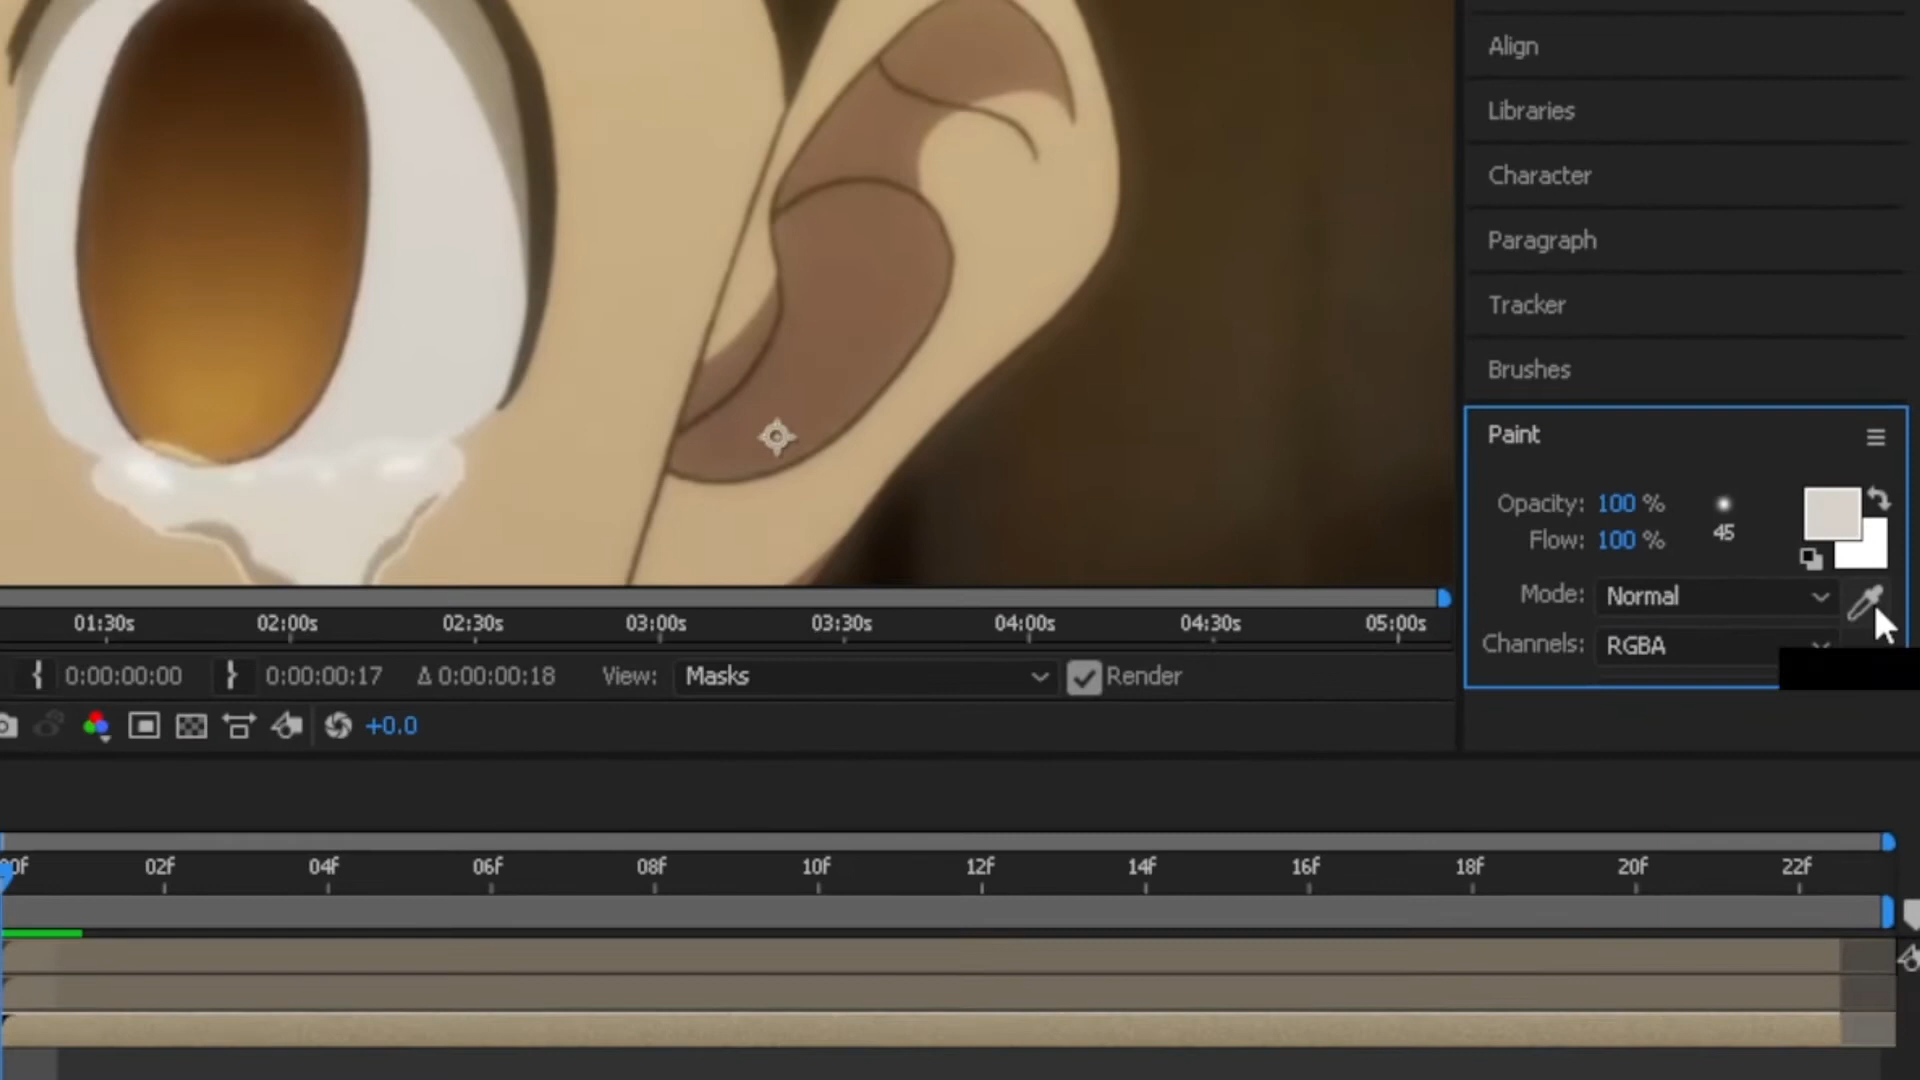 Align
Libraries
Character
Paragraph
Tracker
Brushes
Paint
Opacity: 100 %
45
Flow: 100 %
Mode: Normal
Channels: RGBA
01:30s 02:00s 02:30s 03:00s 03:30s 04:00s 04:30s 05:00s
{ 0:00:00:00 } 0:00:00:17 Δ 0:00:00:18 View: Masks Render
+0.0
00f 02f 04f 06f 08f 10f 12f 14f 16f 18f 20f 22f